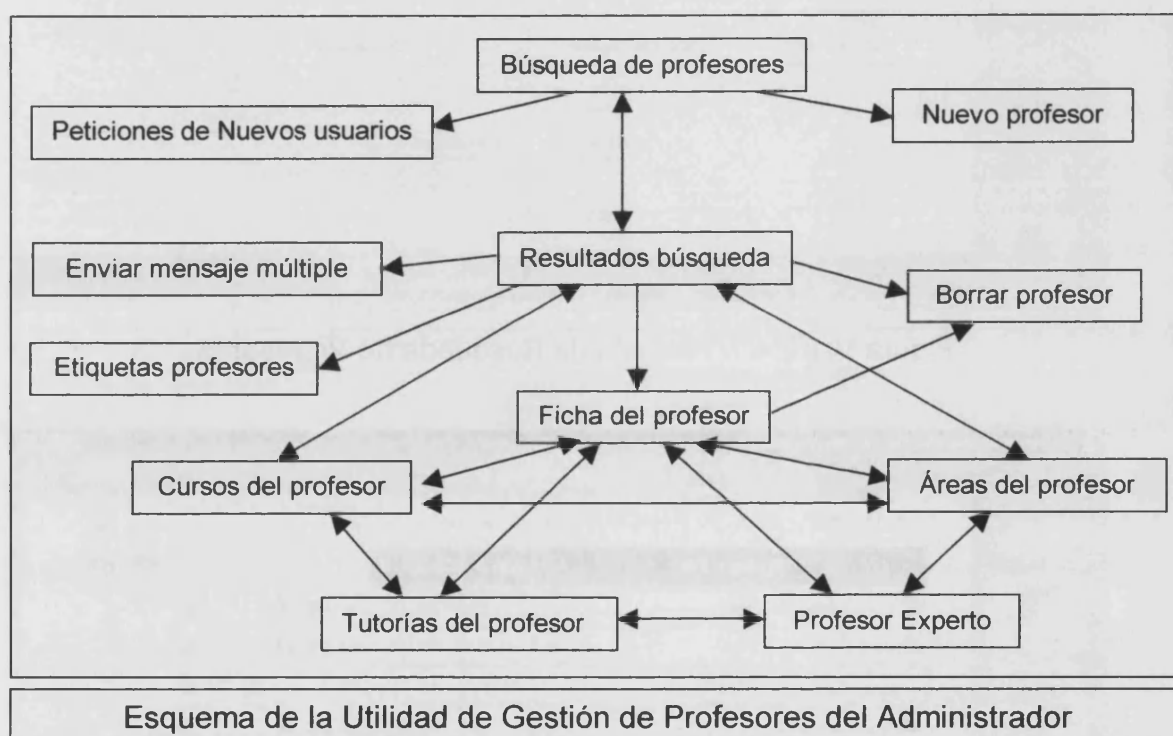 Búsqueda de profesores
Peticiones de Nuevos usuarios
Nuevo profesor
Enviar mensaje múltiple
Resultados búsqueda
Borrar profesor
Etiquetas profesores
Ficha del profesor
Cursos del profesor
Áreas del profesor
Tutorías del profesor
Profesor Experto
Esquema de la Utilidad de Gestión de Profesores del Administrador